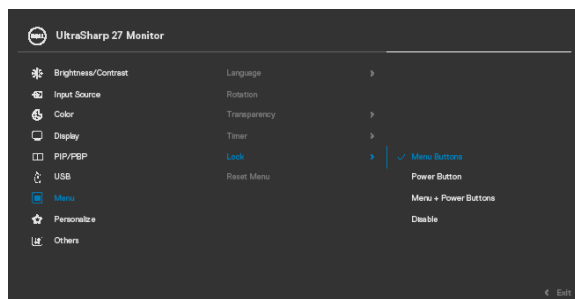 DELL UltraSharp 27 Monitor
Brightness/Contrast Language
Input Source Rotation
Color Transparency
Display Timer
PIP/PBP Lock Menu Buttons
USB Reset Menu Power Button
Menu Menu + Power Buttons
Personalize Disable
Others
Exit